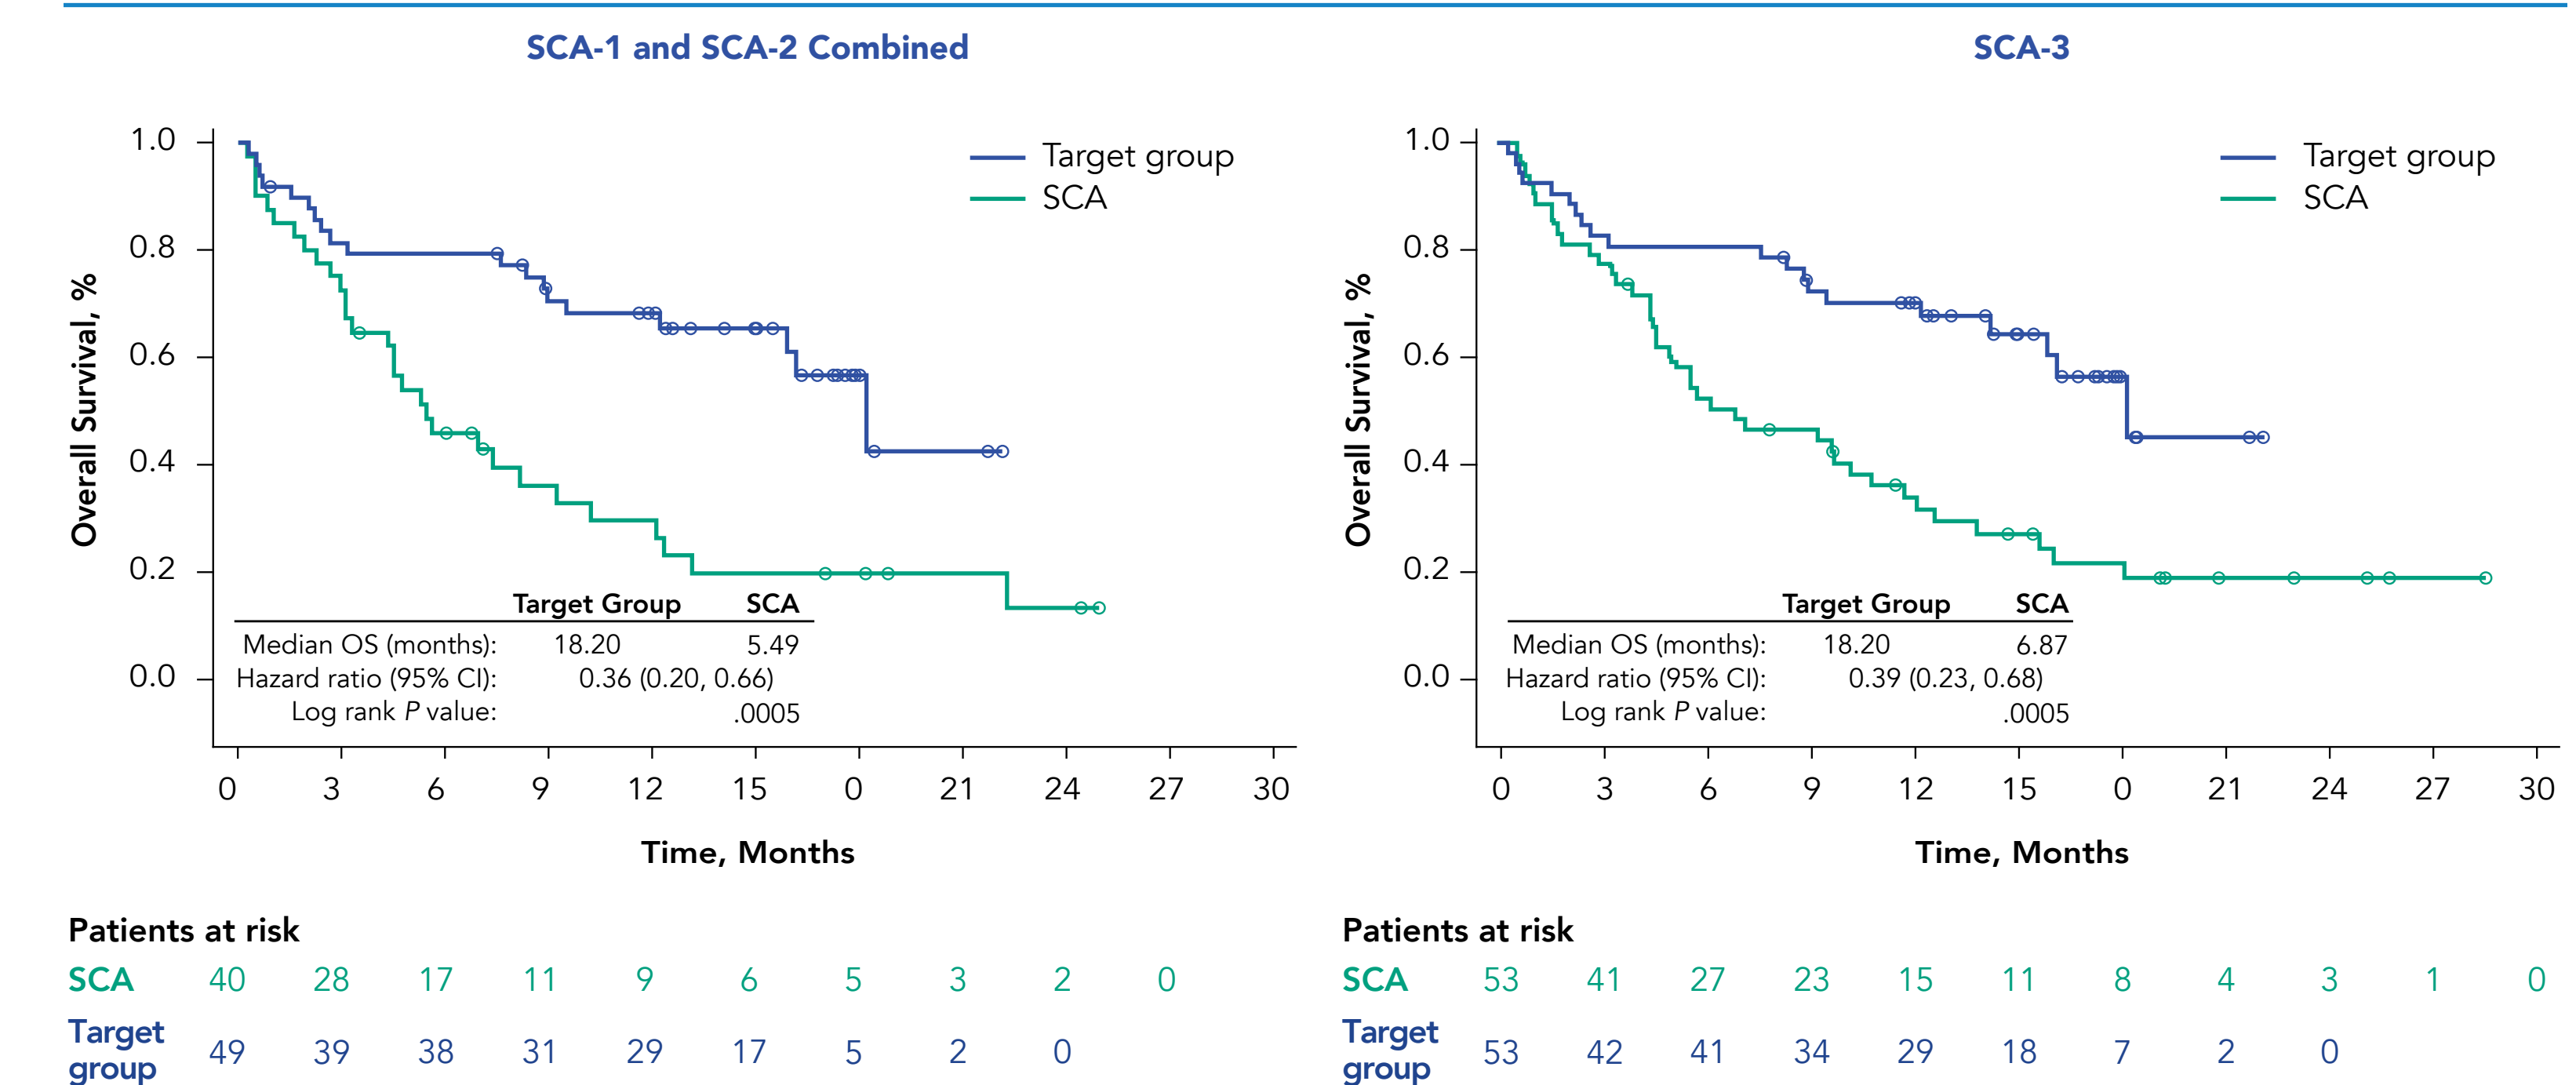 SCA-1 and SCA-2 Combined
1.0
0.8
0.6
0.4
0.2
0.0
Overall Survival, %
Target group
SCA
Target Group SCA
Median OS (months): 18.20 5.49
Hazard ratio (95% CI): 0.36 (0.20, 0.66)
Log rank P value: .0005
0 3 6 9 12 15 0 21 24 27 30
Time, Months
Patients at risk
SCA 40 28 17 11 9 6 5 3 2 0
Target
group 49 39 38 31 29 17 5 2 0
SCA-3
1.0
0.8
0.6
0.4
0.2
0.0
Overall Survival, %
Target group
SCA
Target Group SCA
Median OS (months): 18.20 6.87
Hazard ratio (95% CI): 0.39 (0.23, 0.68)
Log rank P value: .0005
0 3 6 9 12 15 0 21 24 27 30
Time, Months
Patients at risk
SCA 53 41 27 23 15 11 8 4 3 1 0
Target
group 53 42 41 34 29 18 7 2 0